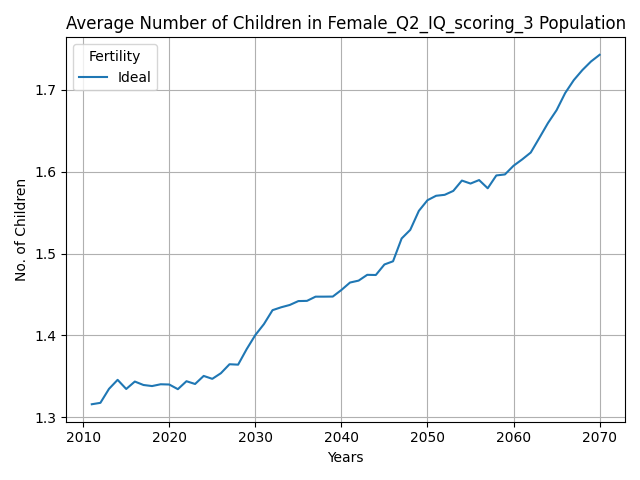 Average Number of Children in Female_Q2_IQ_scoring_3 Population
Fertility
Ideal
No. of Children
1.7
1.6
1.5
1.4
1.3
2010 2020 2030 2040 2050 2060 2070
Years